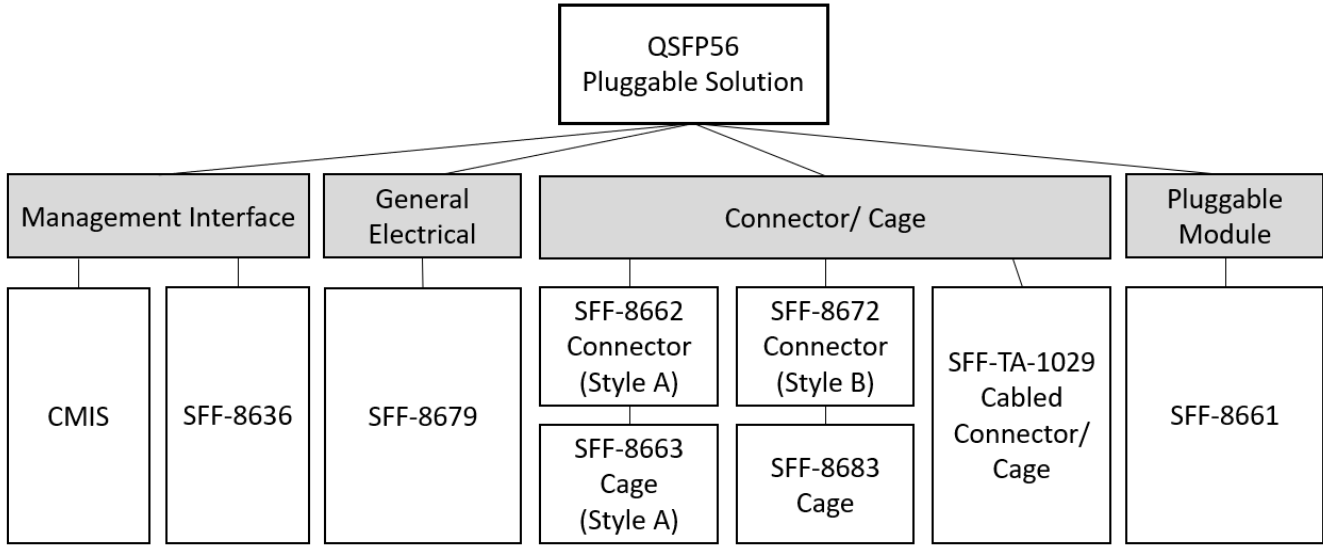 QSFP56
Pluggable Solution
Management Interface
General
Electrical
Connector/ Cage
Pluggable
Module
CMIS
SFF-8636
SFF-8679
SFF-8662
Connector
(Style A)
SFF-8663
Cage
(Style A)
SFF-8672
Connector
(Style B)
SFF-8683
Cage
SFF-TA-1029
Cabled
Connector/
Cage
SFF-8661